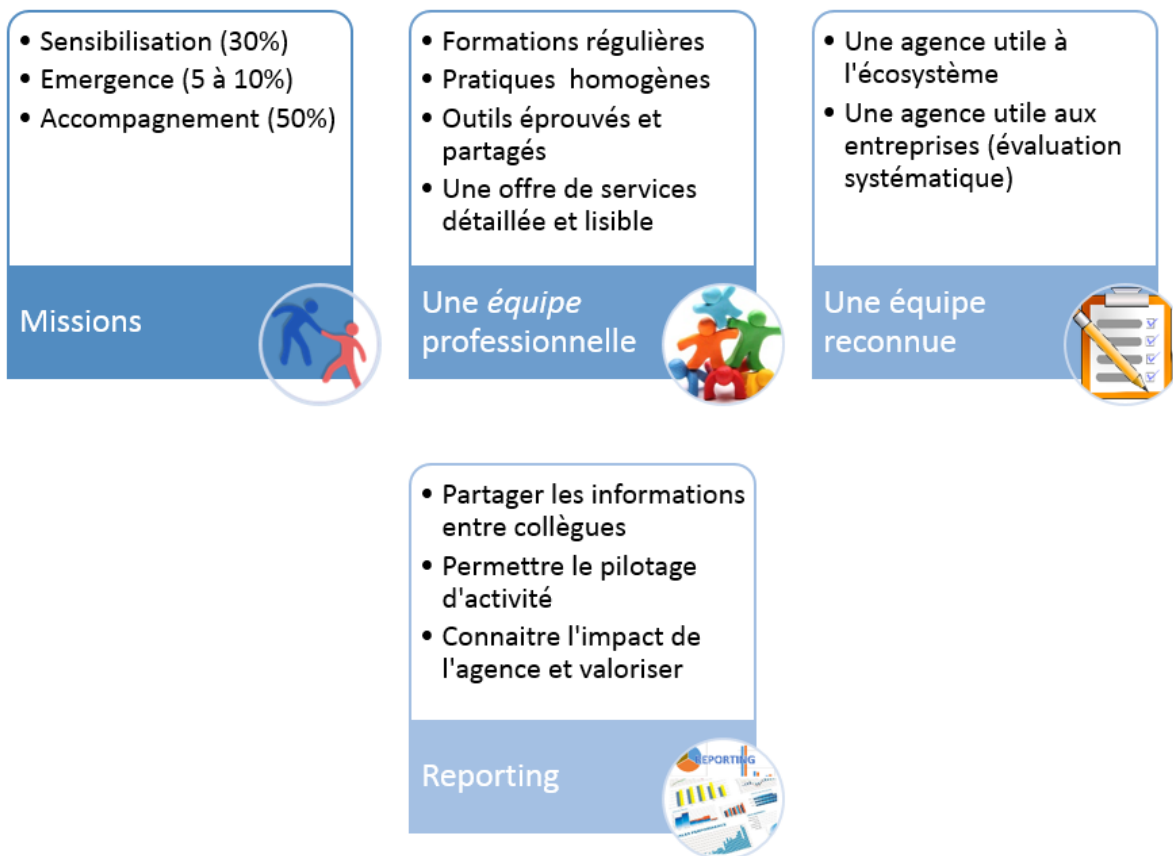 • Sensibilisation (30%)
• Emergence (5 à 10%)
• Accompagnement (50%)
Missions
• Formations régulières
• Pratiques homogènes
• Outils éprouvés et
partagés
• Une offre de services
détaillée et lisible
Une équipe
professionnelle
• Une agence utile à
l'écosystème
• Une agence utile aux
entreprises (évaluation
systématique)
Une équipe
reconnue
• Partager les informations
entre collègues
• Permettre le pilotage
d'activité
• Connaitre l'impact de
l'agence et valoriser
Reporting
REPORTING